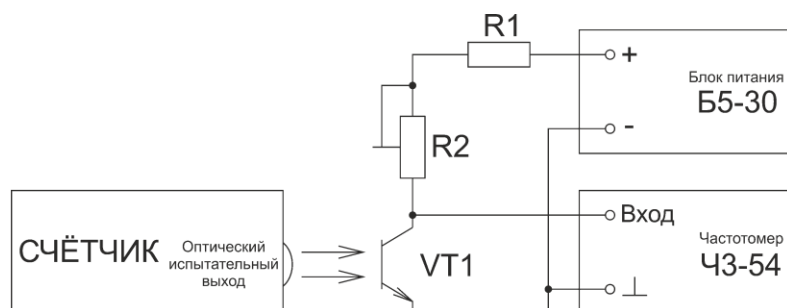 R1
+
Блок питания
Б5-30
-
R2
СЧЁТЧИК
Оптический
испытательный
выход
VT1
Вход
Частотомер
Ч3-54